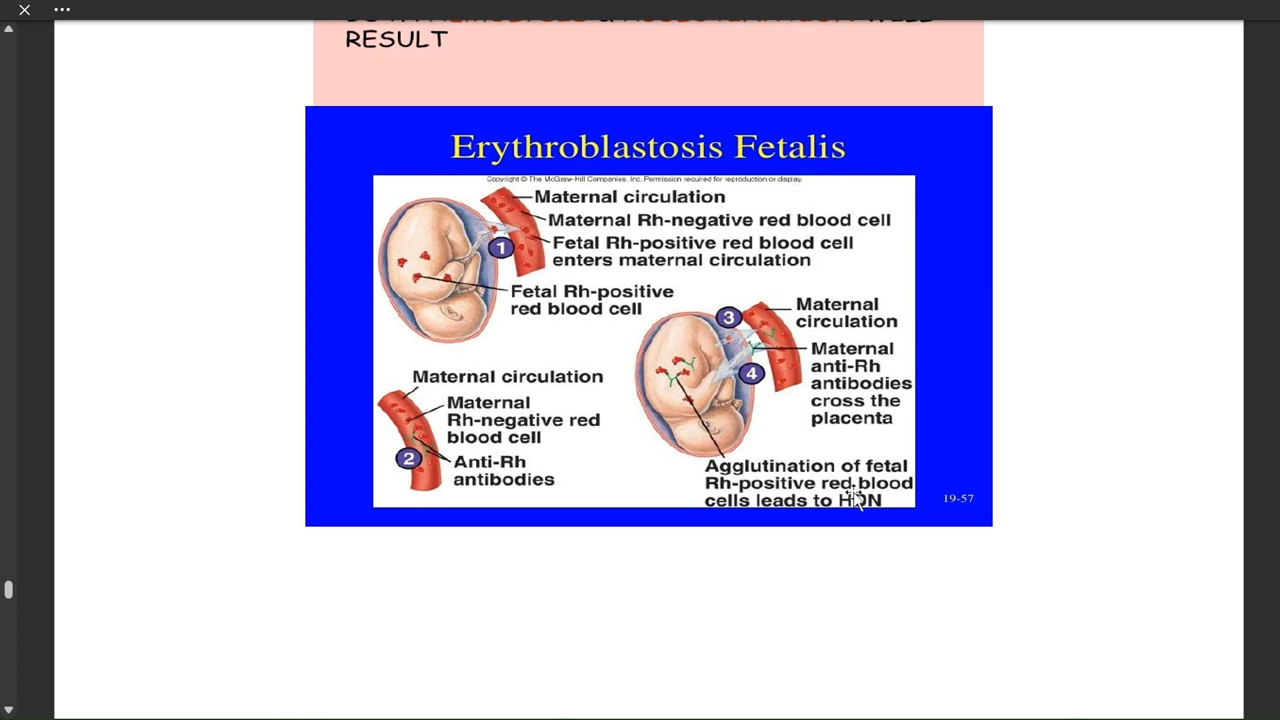 RESULT
Erythroblastosis Fetalis
Copyright © The McGraw-Hill Companies, Inc. Permission required for reproduction or display.
Maternal circulation
Maternal Rh-negative red blood cell
Fetal Rh-positive red blood cell
enters maternal circulation
1
Fetal Rh-positive
red blood cell
3
Maternal
circulation
Maternal
anti-Rh
antibodies
cross the
placenta
4
Maternal circulation
Maternal
Rh-negative red
blood cell
2
Anti-Rh
antibodies
Agglutination of fetal
Rh-positive red blood
cells leads to HDN
19-57